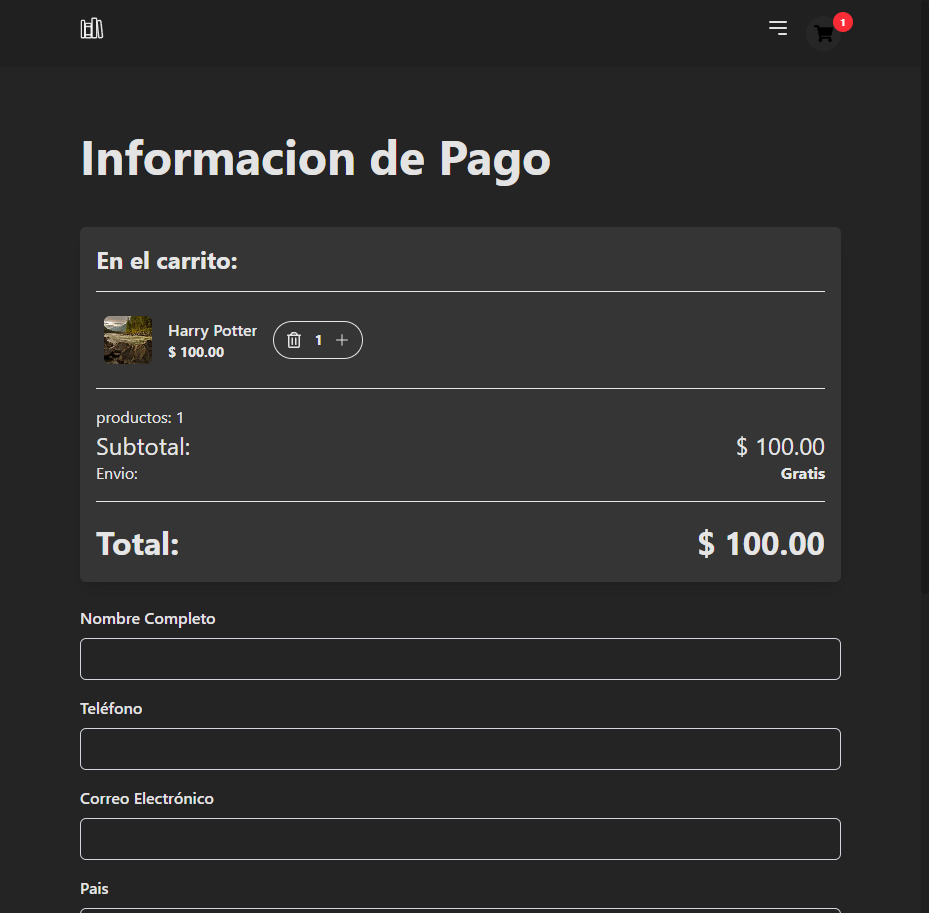 1
Informacion de Pago
En el carrito:
Harry Potter
$ 100.00
1
productos: 1
Subtotal: $ 100.00
Envio: Gratis
Total: $ 100.00
Nombre Completo
Teléfono
Correo Electrónico
Pais